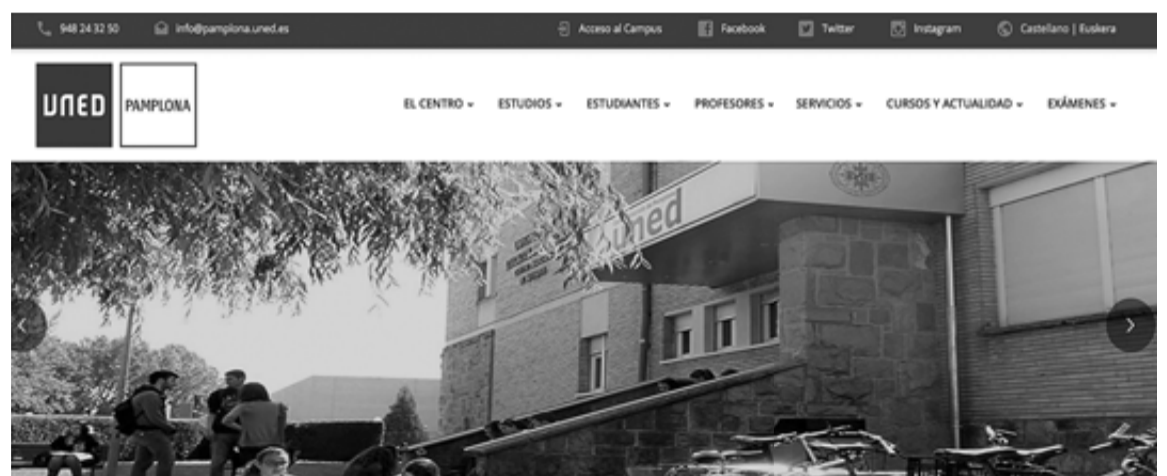 948 24 32 50 info@pamplona.uned.es Acceso al Campus Facebook Twitter Instagram Castellano | Euskera
UNED PAMPLONA EL CENTRO ESTUDIOS ESTUDIANTES PROFESORES SERVICIOS CURSOS Y ACTUALIDAD EXÁMENES
uned